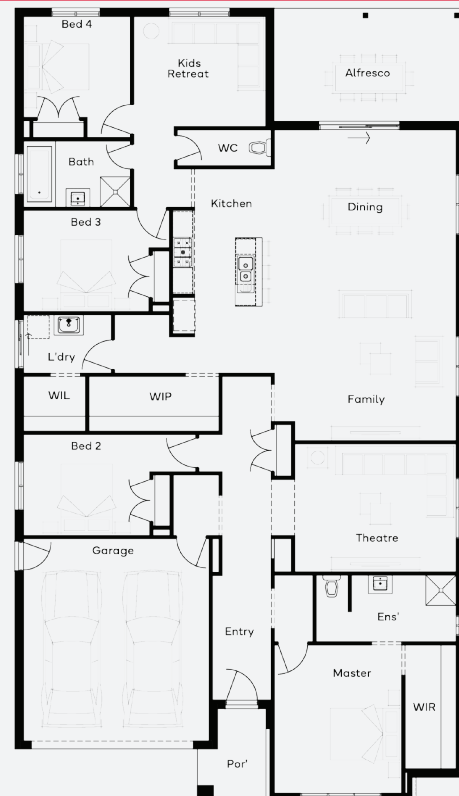 Bed 4
Kids
Retreat
Alfresco
Bath
WC
Kitchen
Dining
Bed 3
L'dry
WIL
WIP
Family
Bed 2
Theatre
Garage
Entry
Ens'
Master
WIR
Por'